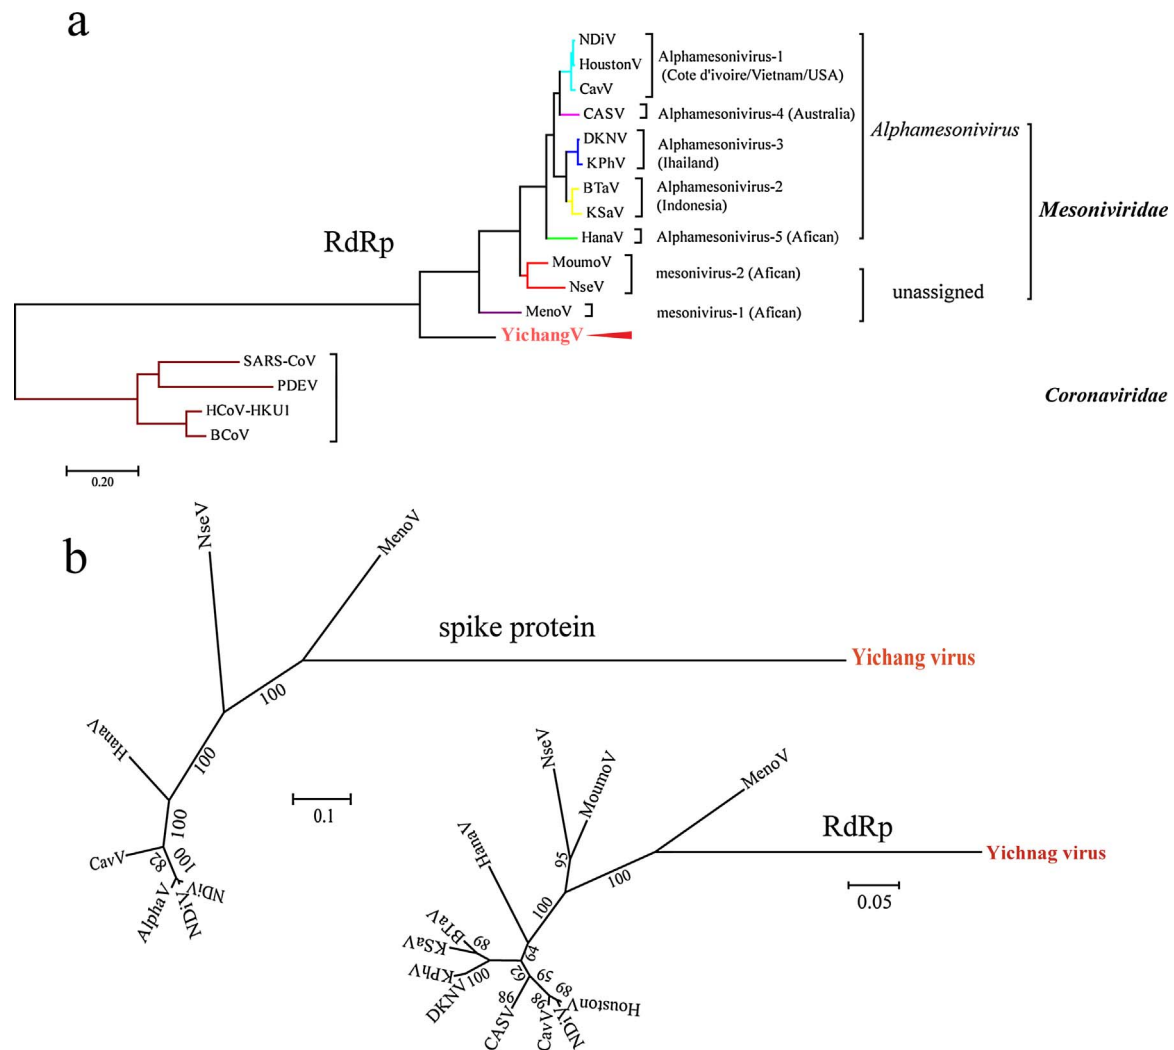 a
NDiV
HoustonV
CavV
Alphamesonivirus-1
(Cote d'ivoire/Vietnam/USA)
CASV
Alphamesonivirus-4 (Australia)
Alphamesonivirus
DKNV
KPhV
Alphamesonivirus-3
(Ihailand)
BTaV
KSaV
Alphamesonivirus-2
(Indonesia)
Mesoniviridae
HanaV
Alphamesonivirus-5 (Afican)
RdRp
MoumoV
NseV
mesonivirus-2 (Afican)
unassigned
MenoV
mesonivirus-1 (Afican)
YichangV
SARS-CoV
PDEV
HCoV-HKU1
BCoV
Coronaviridae
0.20
b
NseV
MenoV
spike protein
Yichang virus
100
100
HanaV
100
CavV
82
100
AlphaV
NDiV
NDiV
0.1
NseV
MoumoV
MenoV
RdRp
Yichnag virus
HanaV
95
100
100
0.05
BTaV
89
KSaV
64
KPhV
100
62
59
DKNV
98
89
HoustonV
98
CASV
CavV
NDiV